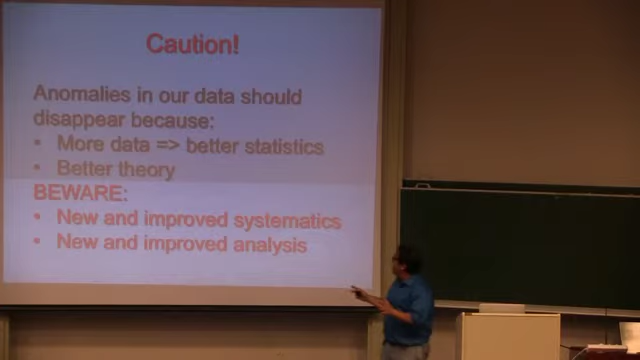 Caution!
Anomalies in our data should
disappear because:
• More data => better statistics
• Better theory
BEWARE:
• New and improved systematics
• New and improved analysis